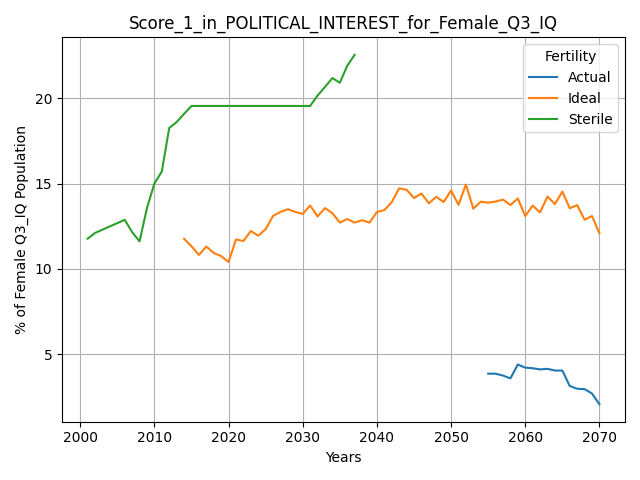 Score_1_in_POLITICAL_INTEREST_for_Female_Q3_IQ
Fertility
Actual
Ideal
Sterile
% of Female Q3_IQ Population
20
15
10
5
2000 2010 2020 2030 2040 2050 2060 2070
Years